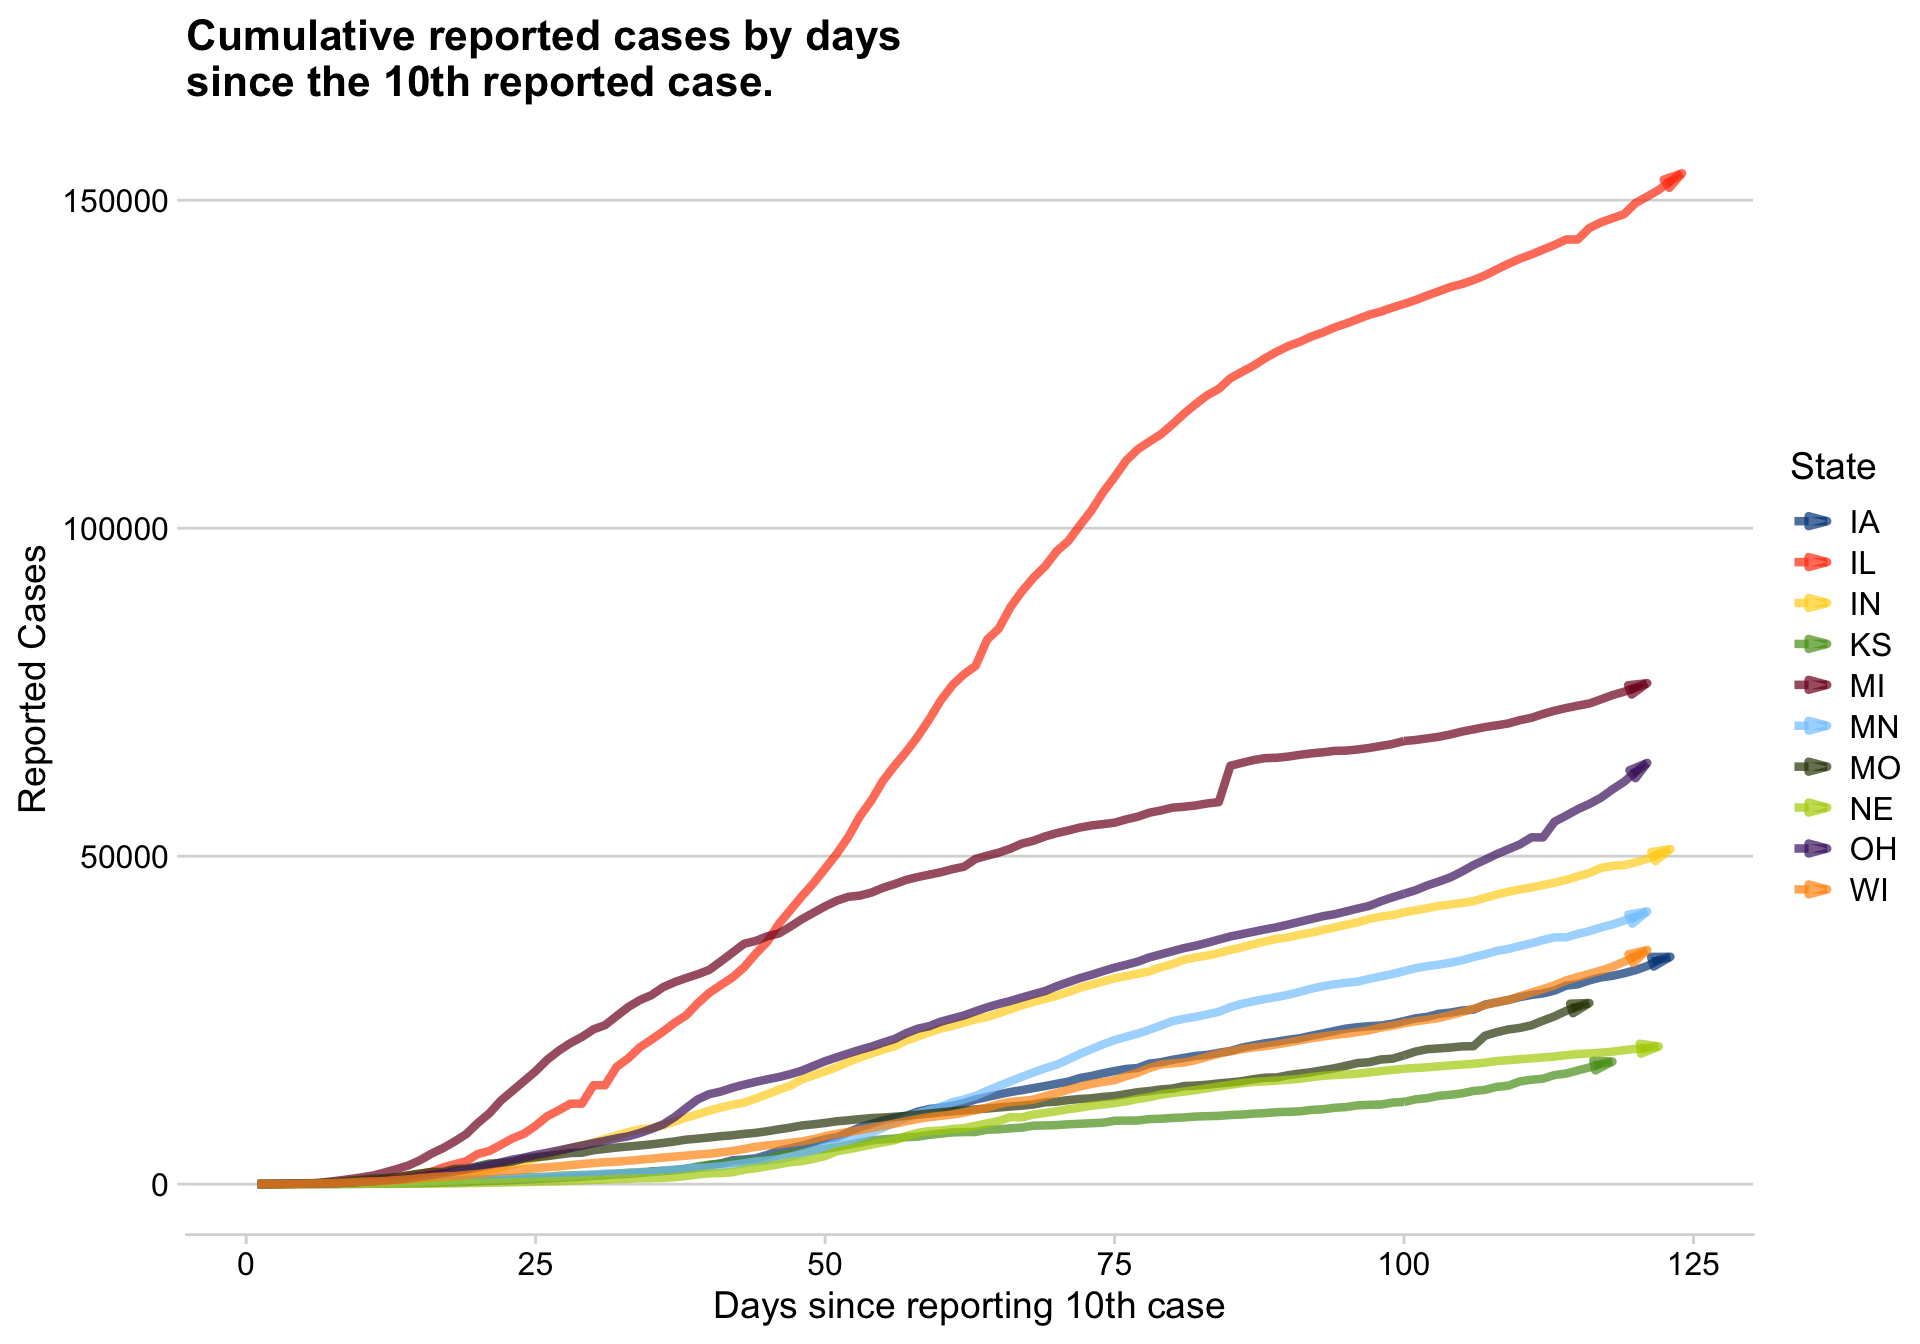 Cumulative reported cases by days
since the 10th reported case.
150000
100000
50000
0
Reported Cases
0 25 50 75 100 125
Days since reporting 10th case
State
IA
IL
IN
KS
MI
MN
MO
NE
OH
WI